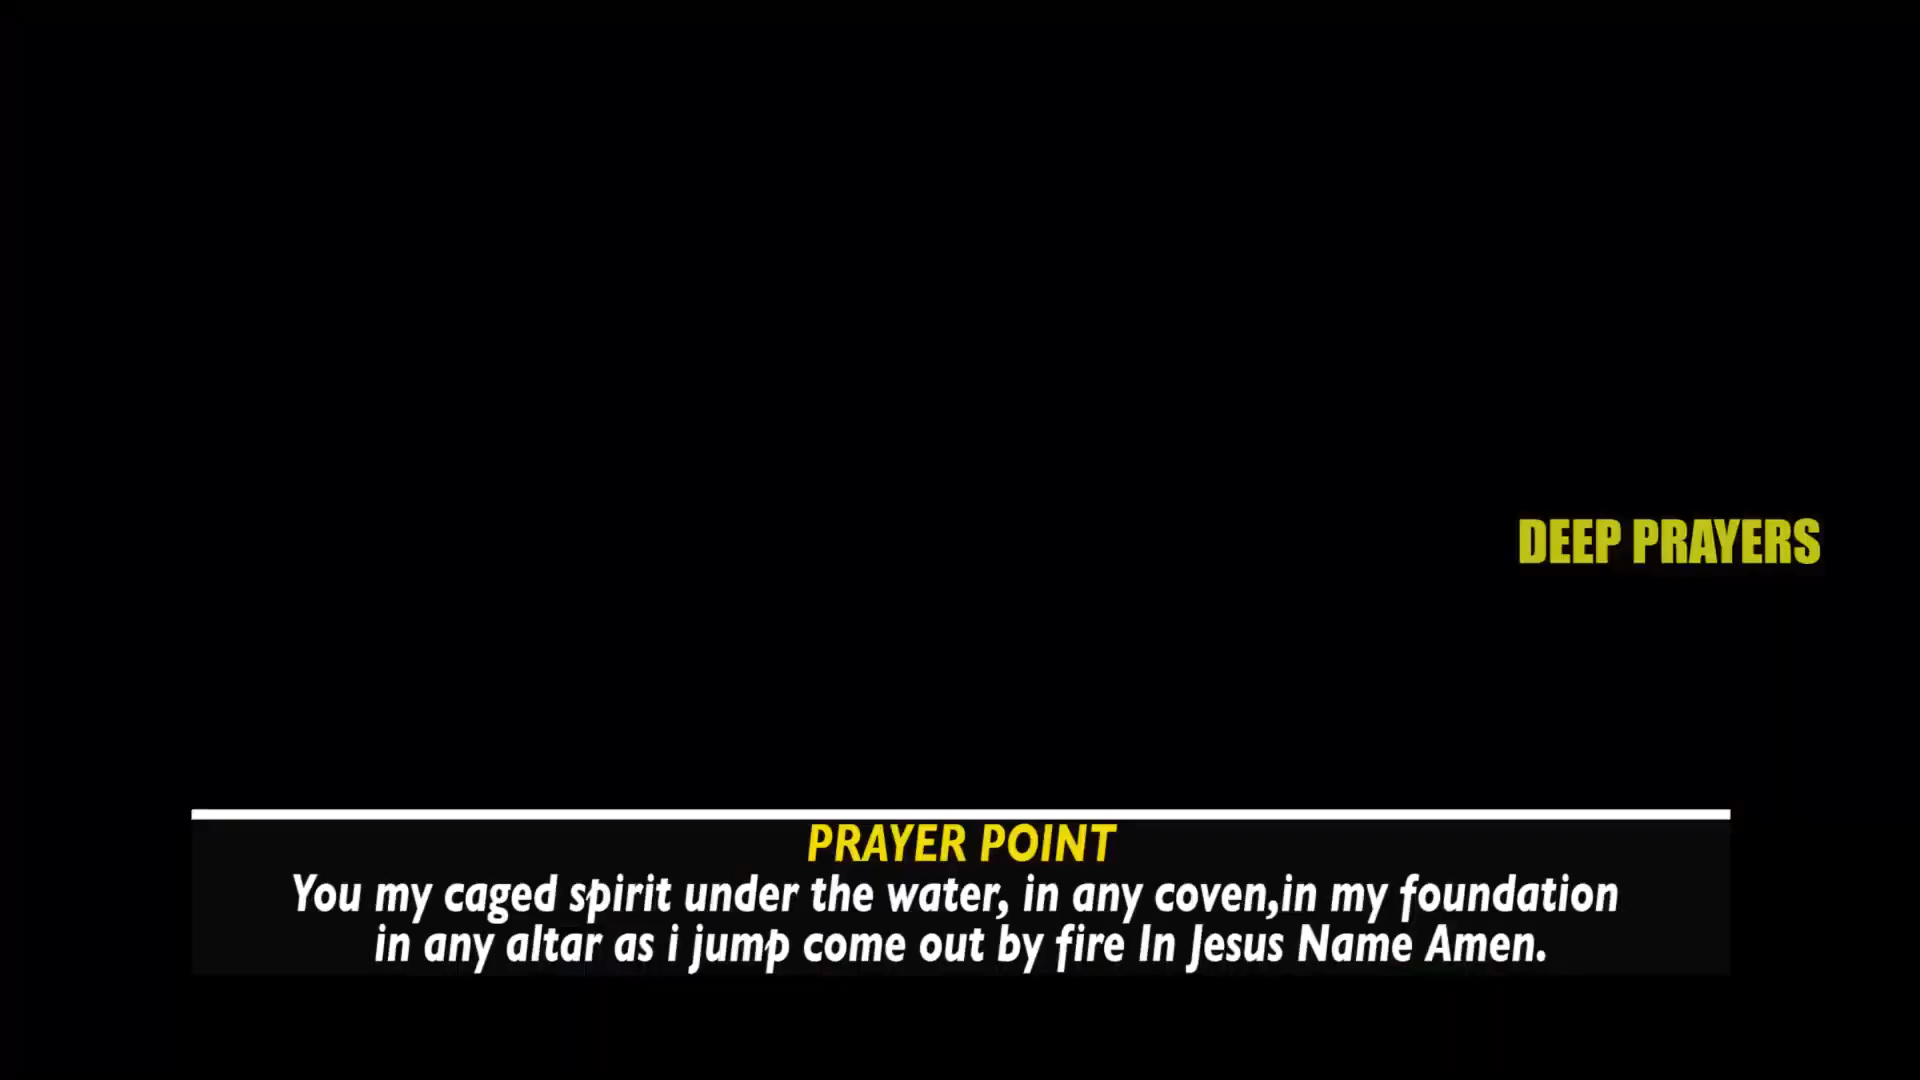 DEEP PRAYERS
PRAYER POINT
You my caged spirit under the water, in any coven,in my foundation
in any altar as i jump come out by fire In Jesus Name Amen.